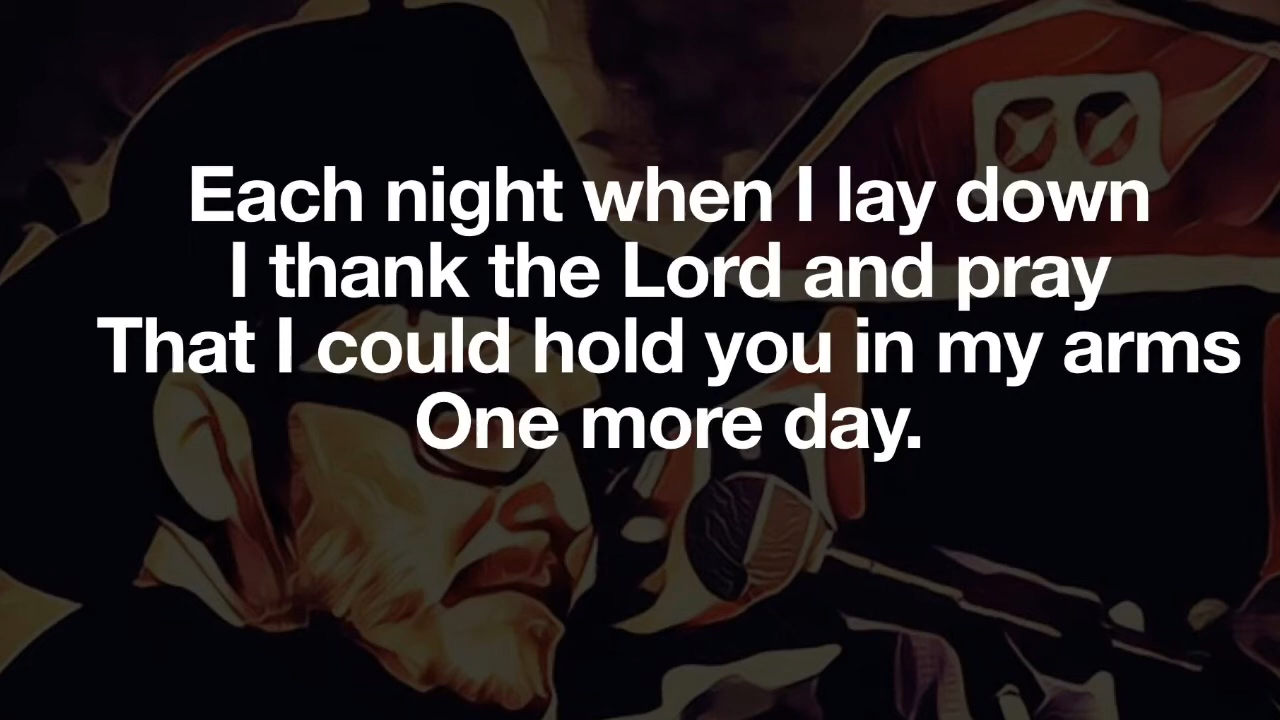 Each night when I lay down
I thank the Lord and pray
That I could hold you in my arms
One more day.